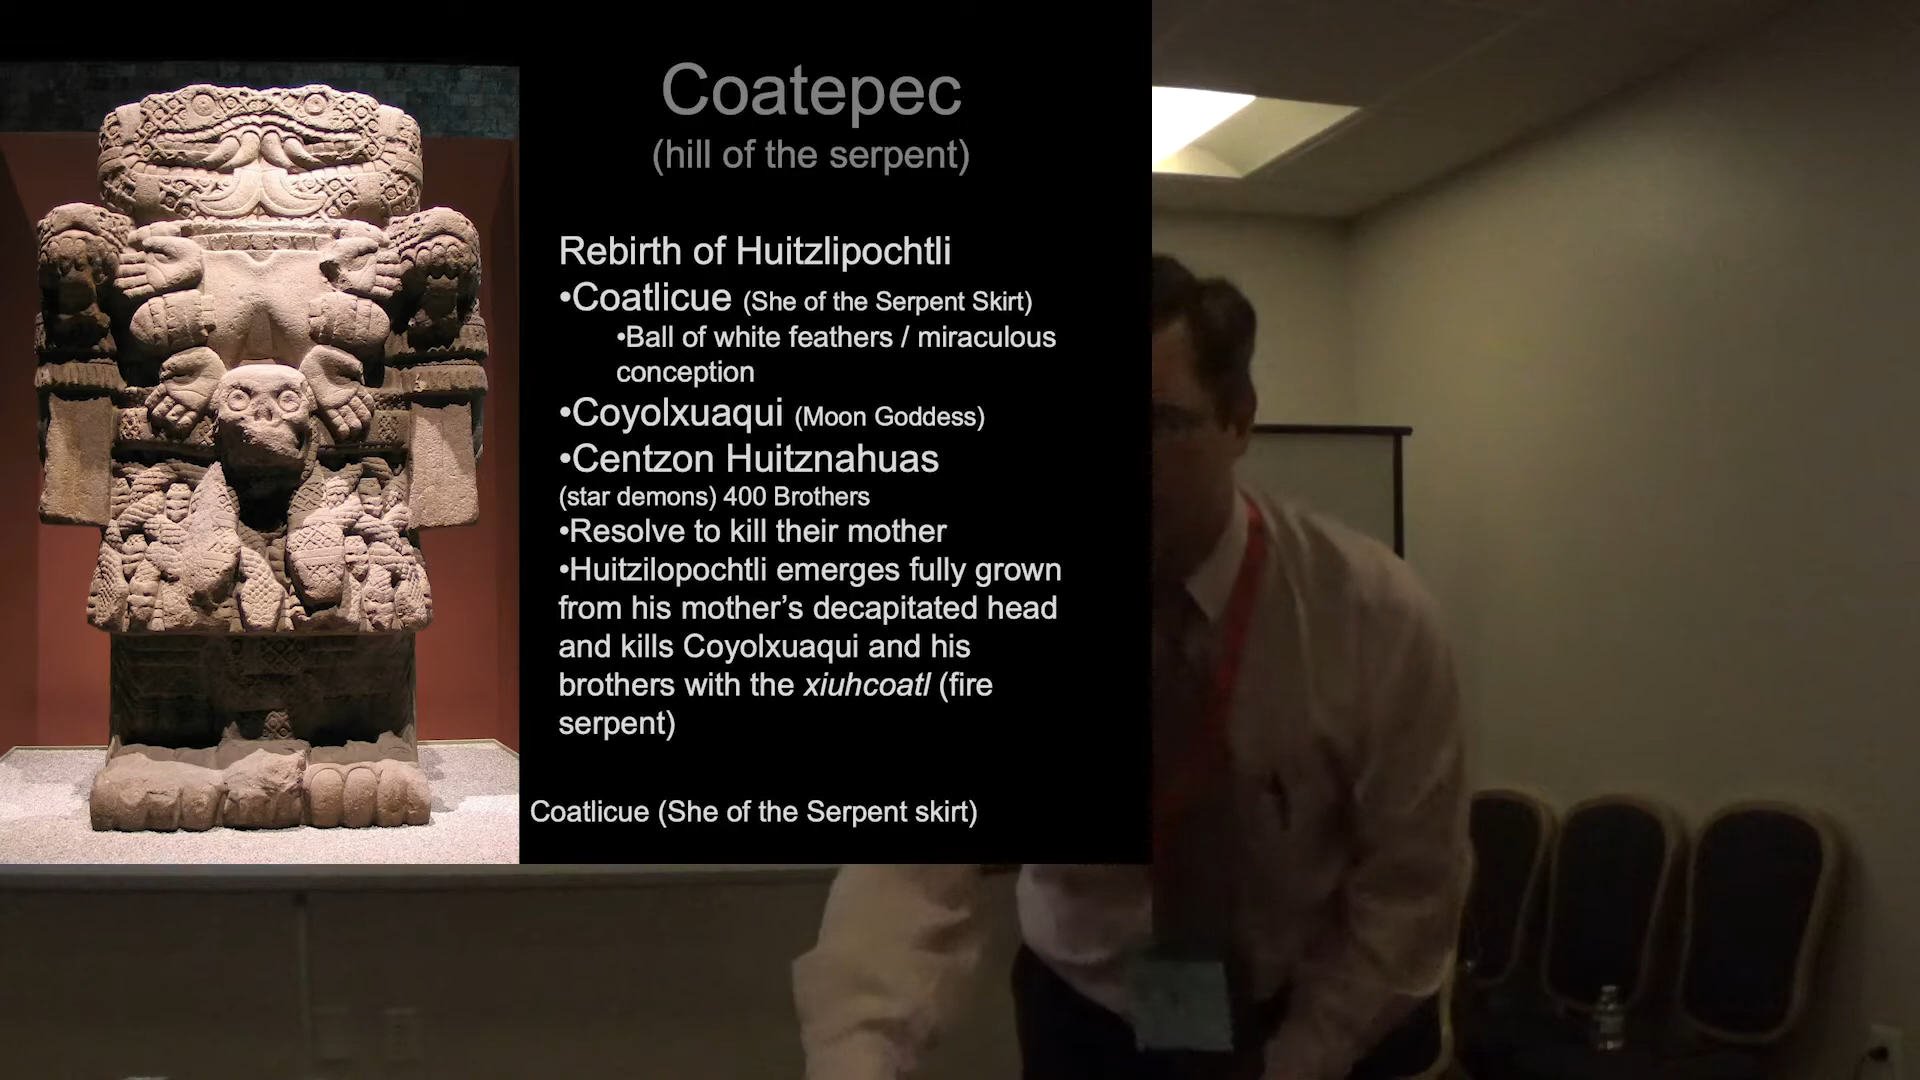 Coatepec
(hill of the serpent)
Rebirth of Huitzlipochtli
•Coatlicue (She of the Serpent Skirt)
•Ball of white feathers / miraculous
conception
•Coyolxuaqui (Moon Goddess)
•Centzon Huitznahuas
(star demons) 400 Brothers
•Resolve to kill their mother
•Huitzilopochtli emerges fully grown
from his mother’s decapitated head
and kills Coyolxuaqui and his
brothers with the xiuhcoatl (fire
serpent)
Coatlicue (She of the Serpent skirt)